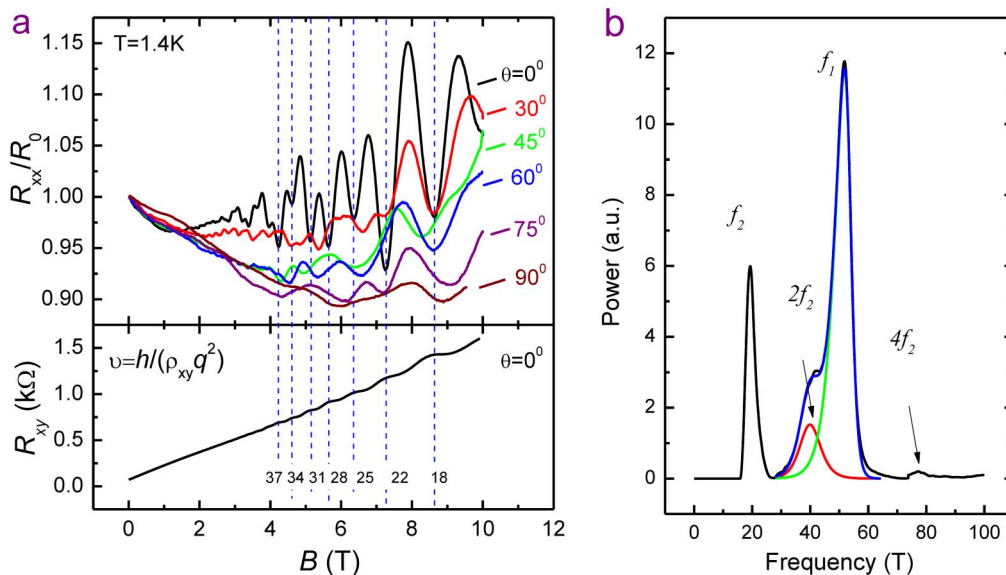 a
T=1.4K
θ=0⁰
30⁰
45⁰
60⁰
75⁰
90⁰
1.15
1.10
1.05
1.00
0.95
0.90
Rxx/R0
υ=h/(ρxyq²)
θ=0⁰
1.5
1.0
0.5
0.0
Rxy (kΩ)
37 34 31 28 25 22 18
0 2 4 6 8 10
B (T)
b
12
10
8
6
4
2
0
Power (a.u.)
f1
f2
2f2
4f2
0 20 40 60 80 100
Frequency (T)